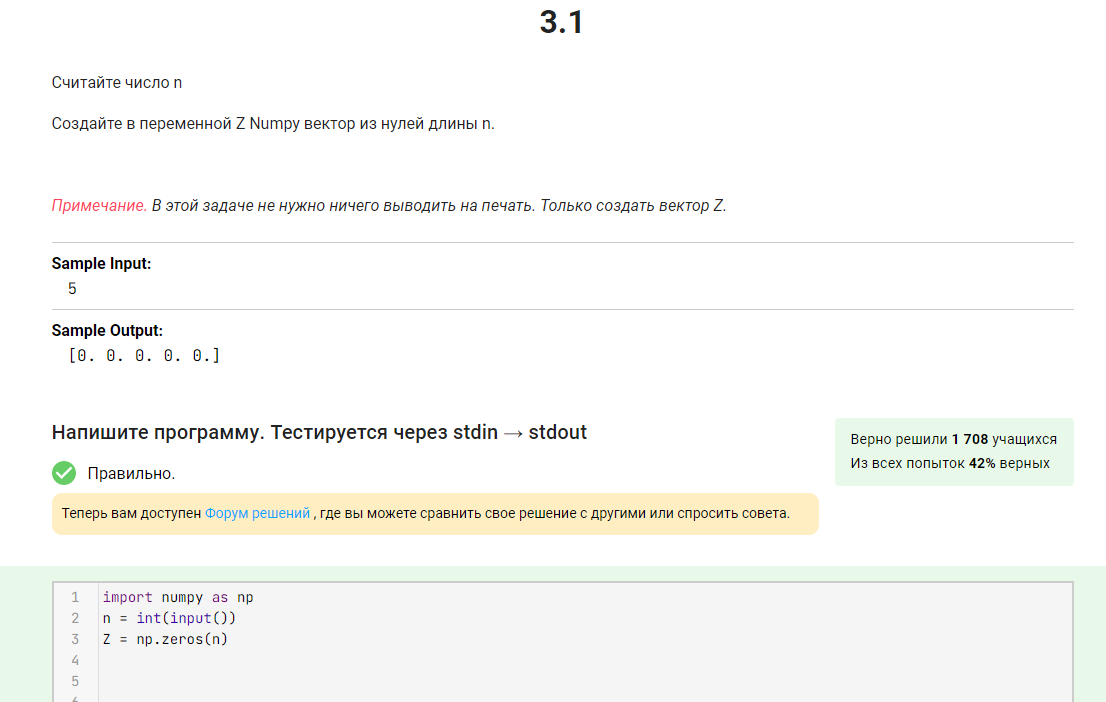 3.1
Считайте число n
Создайте в переменной Z Numpy вектор из нулей длины n.
Примечание. В этой задаче не нужно ничего выводить на печать. Только создать вектор Z.
Sample Input:
5
Sample Output:
[0. 0. 0. 0. 0.]
Напишите программу. Тестируется через stdin → stdout
Верно решили 1 708 учащихся
Из всех попыток 42% верных
Правильно.
Теперь вам доступен Форум решений , где вы можете сравнить свое решение с другими или спросить совета.
1 import numpy as np
2 n = int(input())
3 Z = np.zeros(n)
4
5
6